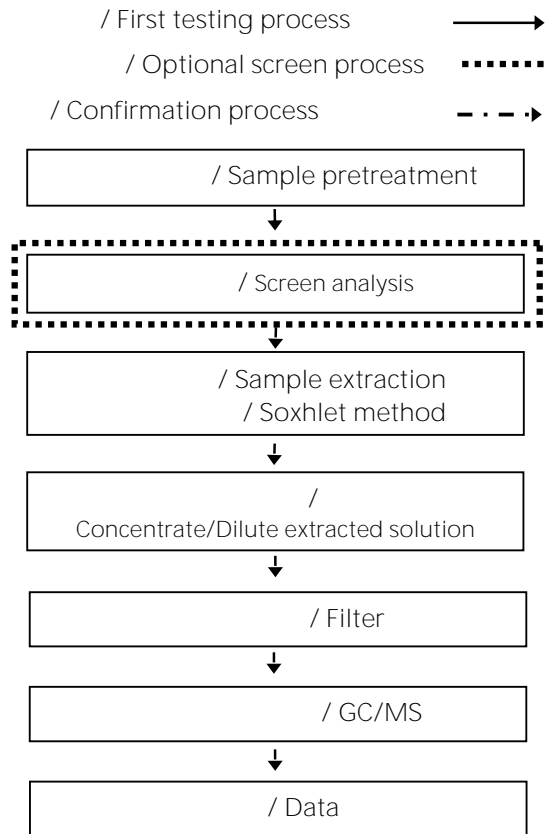 / First testing process
/ Optional screen process
/ Confirmation process
/ Sample pretreatment
/ Screen analysis
/ Sample extraction
/ Soxhlet method
/
Concentrate/Dilute extracted solution
/ Filter
/ GC/MS
/ Data